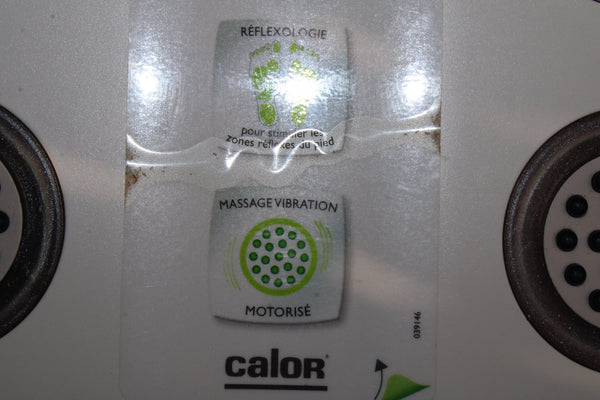 RÉFLEXOLOGIE
pour stimuler les
zones réflexes du pied
MASSAGE VIBRATION
MOTORISÉ
039146
calor